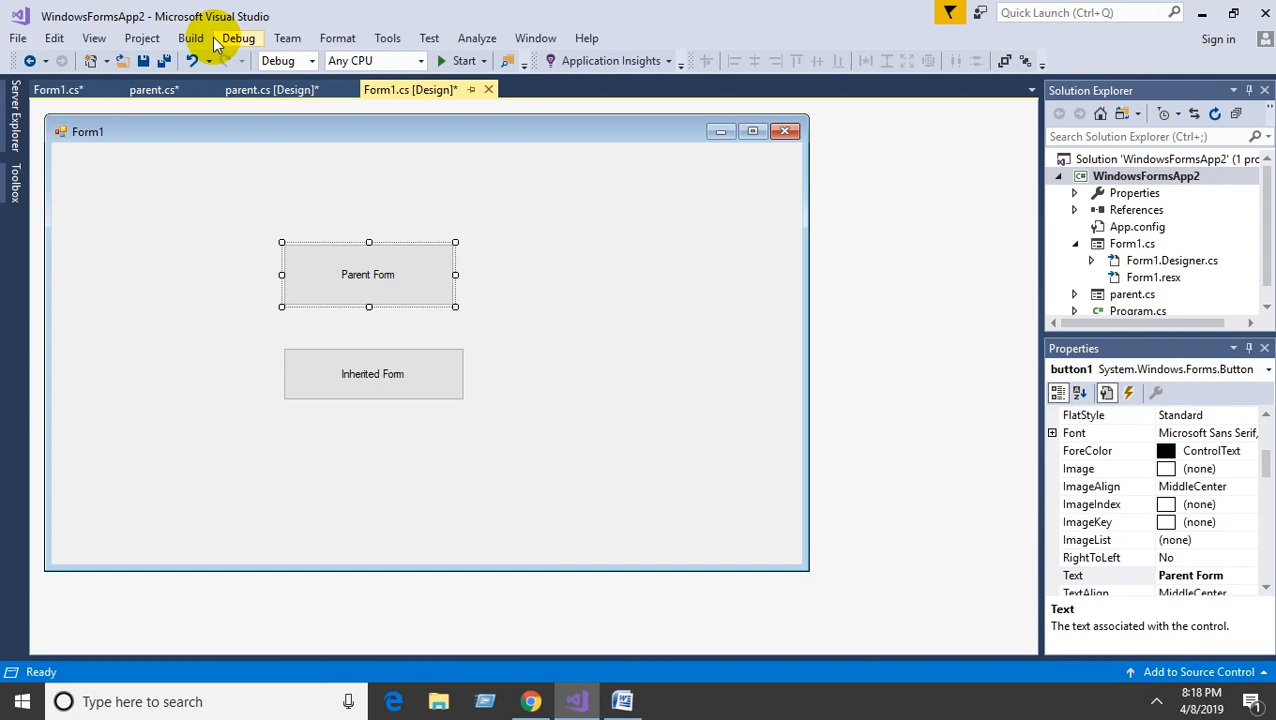 WindowsFormsApp2 - Microsoft Visual Studio
Quick Launch (Ctrl+Q)
File Edit View Project Build Debug Team Format Tools Test Analyze Window Help
Sign in
Debug Any CPU Start Application Insights
Form1.cs* parent.cs* parent.cs [Design]* Form1.cs [Design]*
Server Explorer
Toolbox
Form1
Parent Form
Inherited Form
Solution Explorer
Search Solution Explorer (Ctrl+;)
Solution 'WindowsFormsApp2' (1 pro
WindowsFormsApp2
Properties
References
App.config
Form1.cs
Form1.Designer.cs
Form1.resx
parent.cs
Program.cs
Properties
button1 System.Windows.Forms.Button
FlatStyle Standard
Font Microsoft Sans Serif,
ForeColor ControlText
Image (none)
ImageAlign MiddleCenter
ImageIndex (none)
ImageKey (none)
ImageList (none)
RightToLeft No
Text Parent Form
TextAlign MiddleCenter
Text
The text associated with the control.
Ready
Add to Source Control
Type here to search
8:18 PM
4/8/2019
1